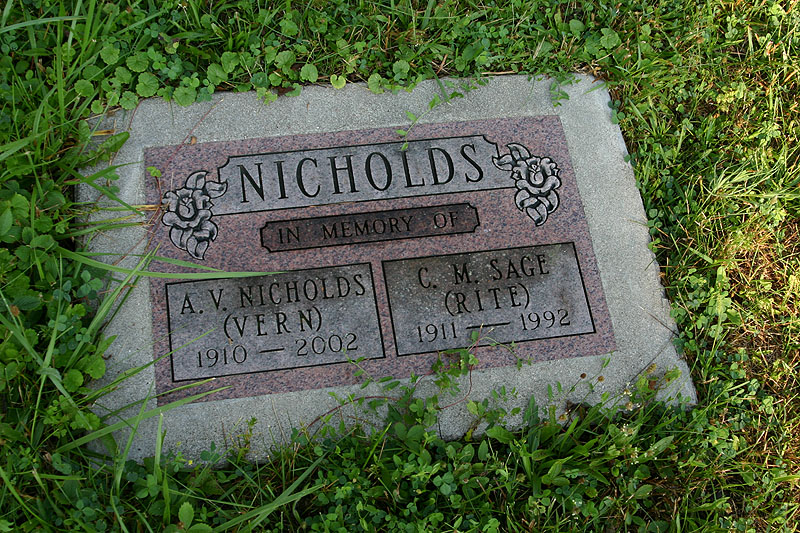 NICHOLDS
IN MEMORY OF
A. V. NICHOLDS
(VERN)
1910 — 2002
C. M. SAGE
(RITE)
1911 — 1992